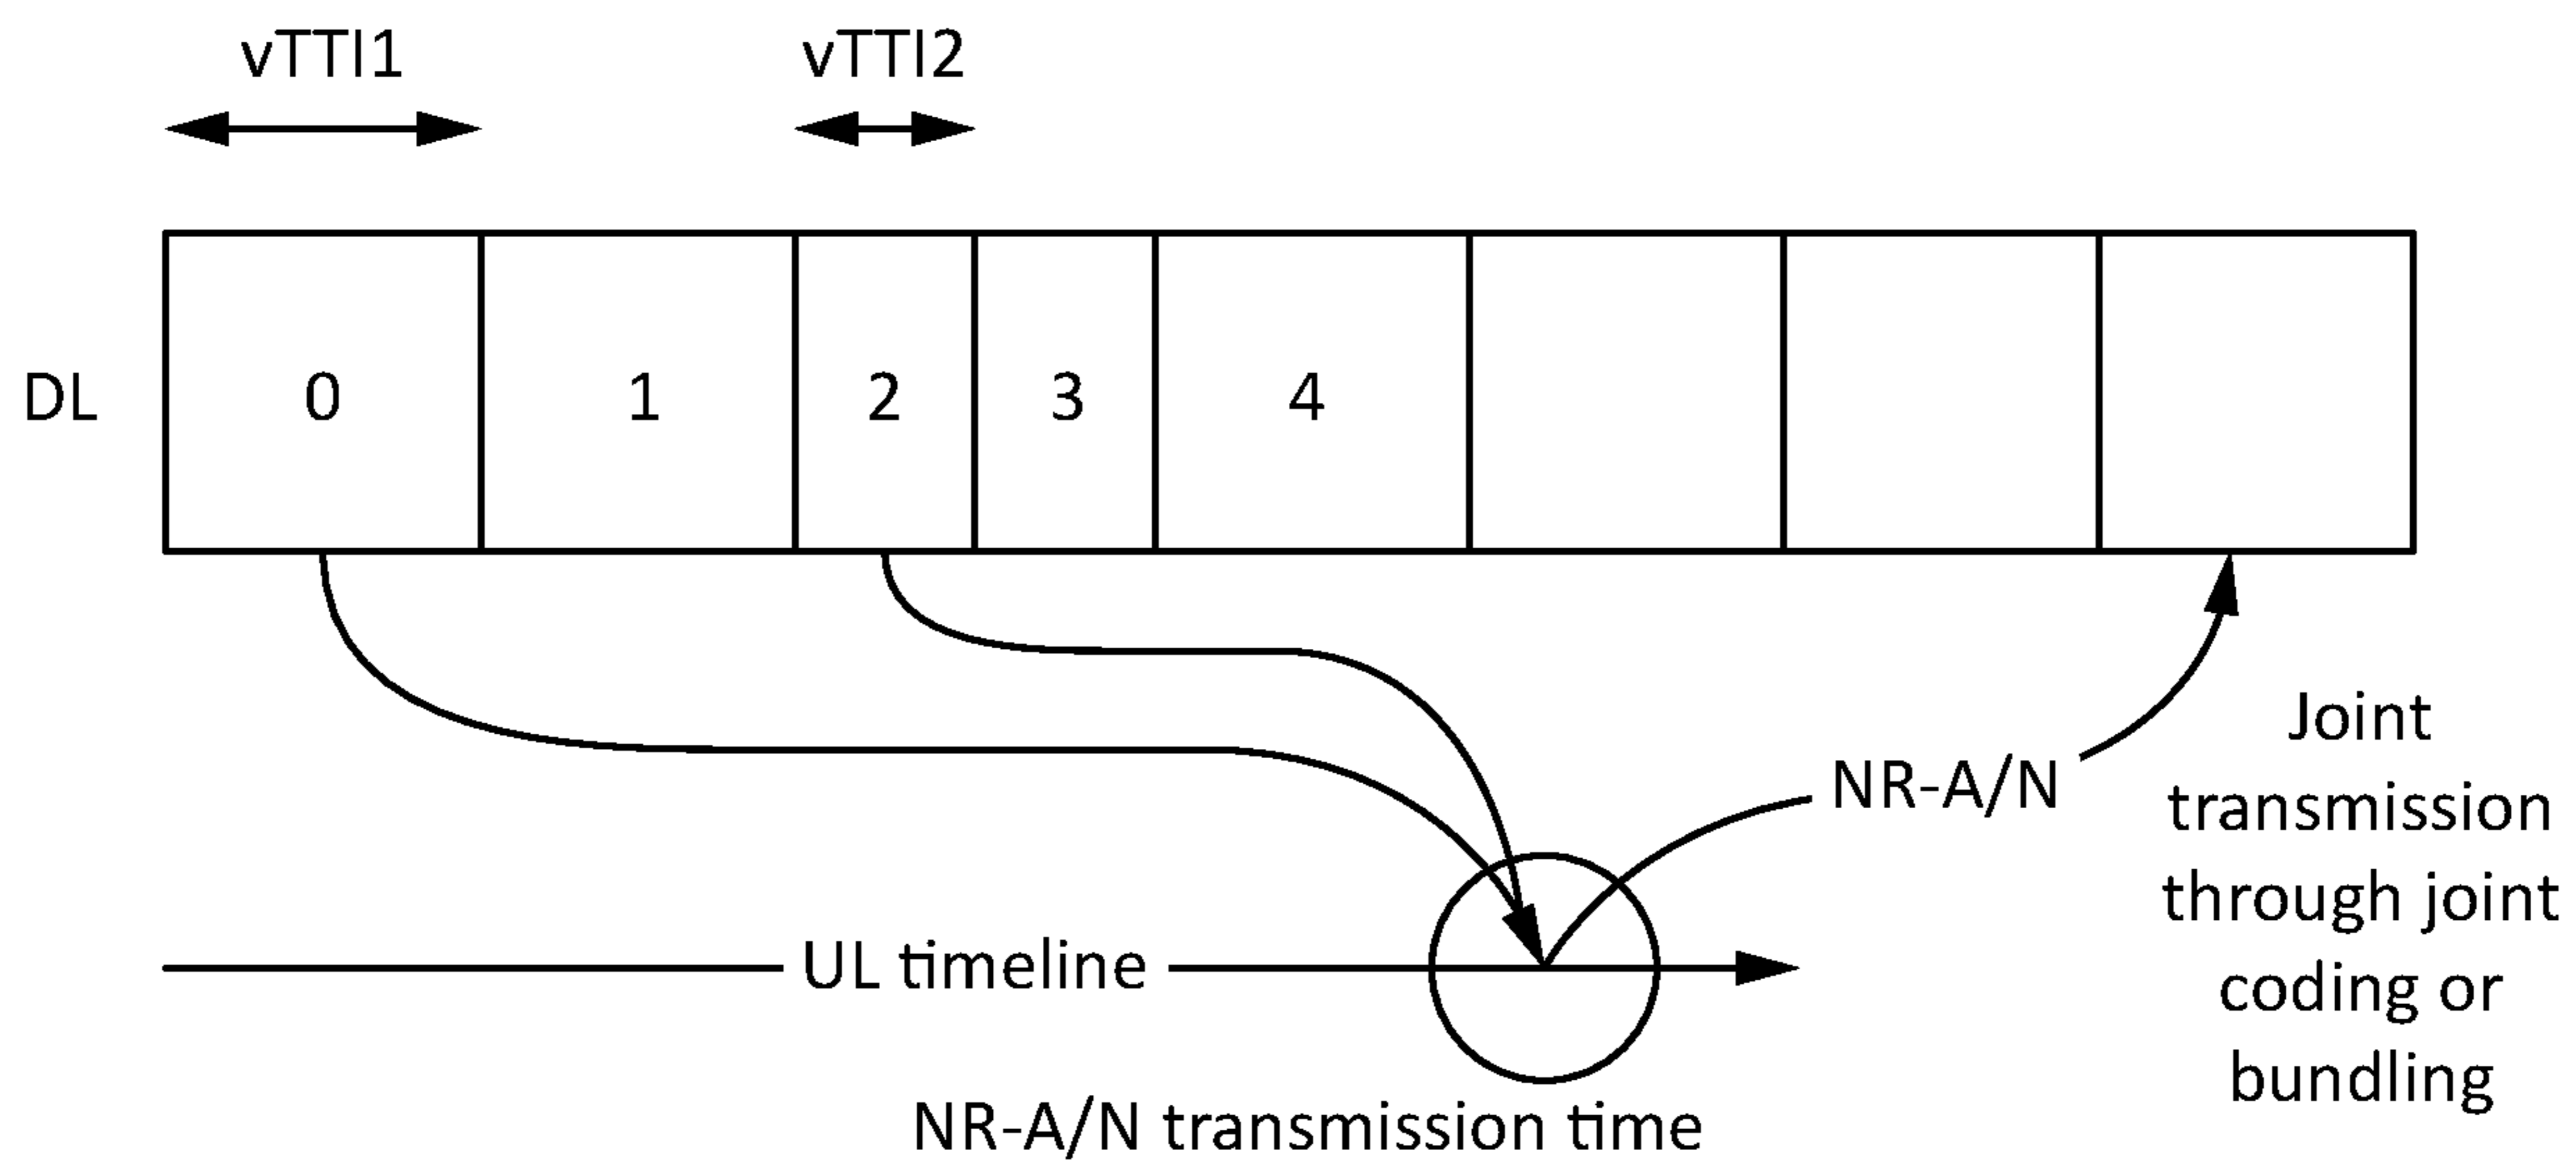 vTTI1 vTTI2
DL 0 1 2 3 4
Joint
transmission
through joint
coding or
bundling
NR-A/N
UL timeline
NR-A/N transmission time